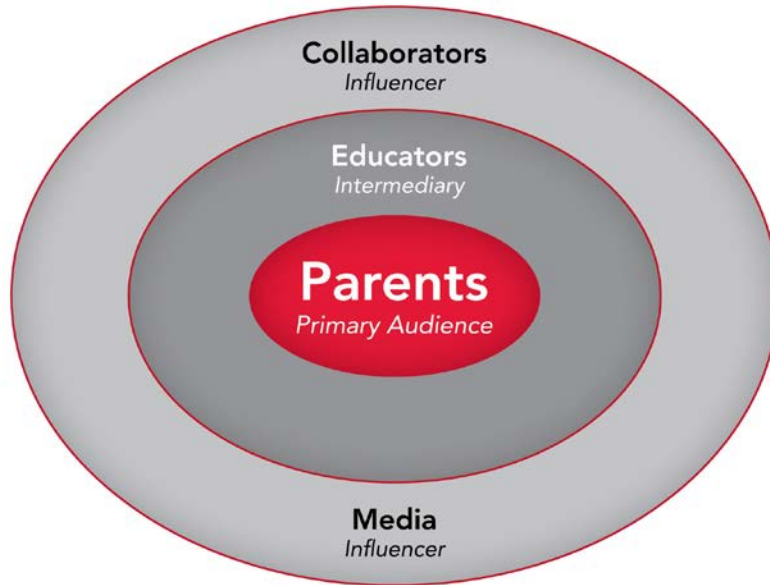 Collaborators
Influencer
Educators
Intermediary
Parents
Primary Audience
Media
Influencer